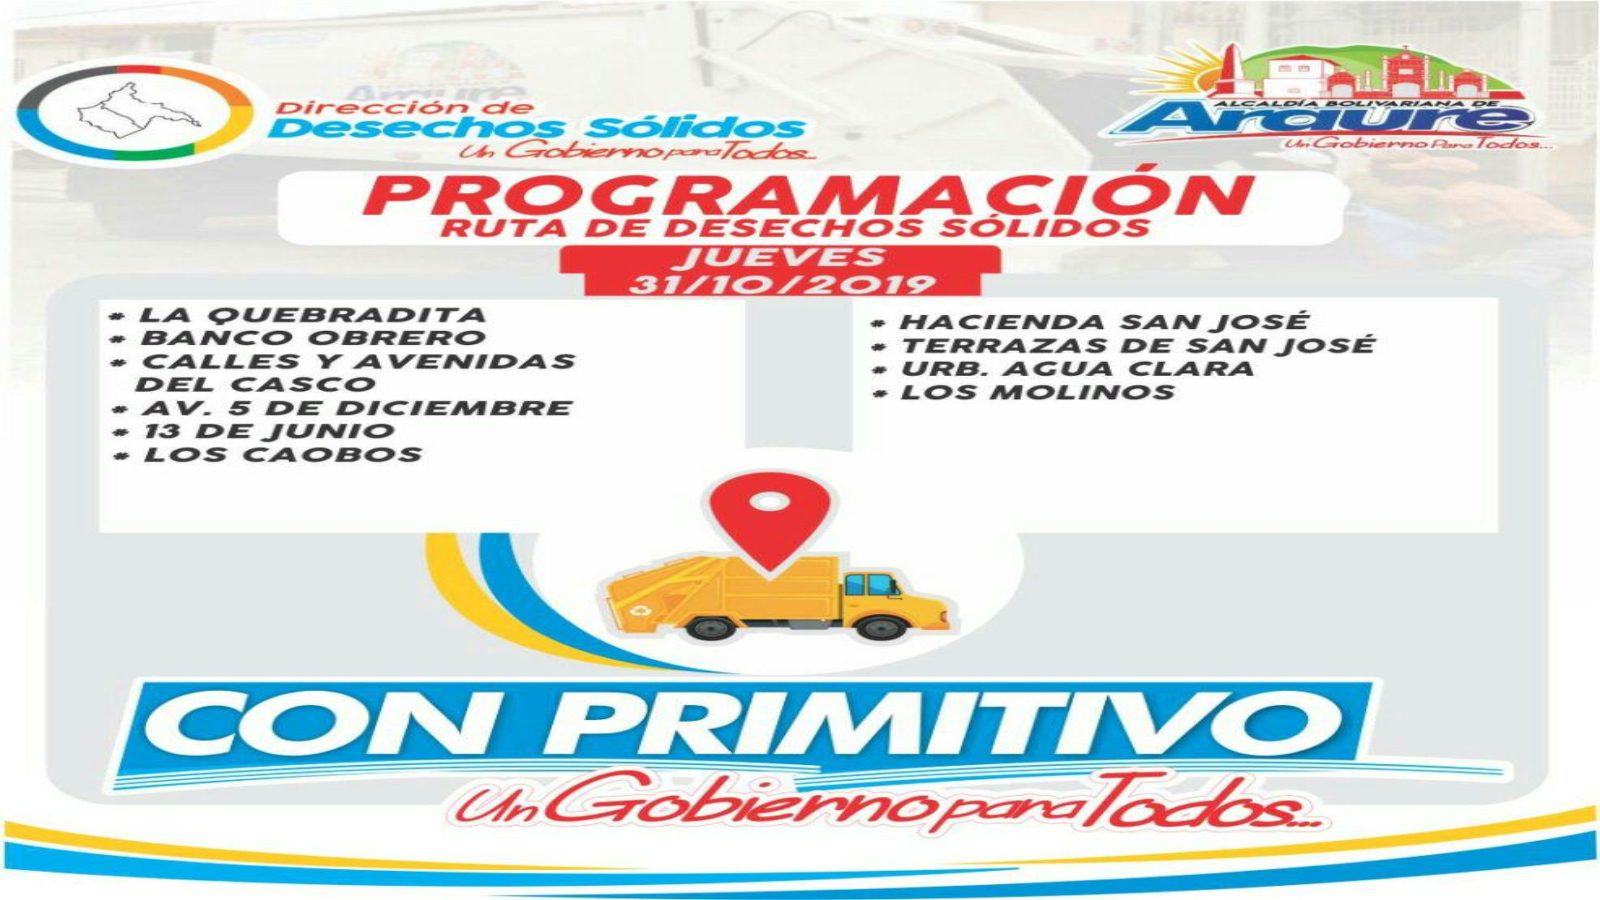 Dirección de
Desechos Sólidos
Un Gobierno para Todos...
ALCALDÍA BOLIVARIANA DE
Araure
Un Gobierno Para Todos...
PROGRAMACIÓN
RUTA DE DESECHOS SÓLIDOS
JUEVES
31/10/2019
* LA QUEBRADITA
* BANCO OBRERO
* CALLES Y AVENIDAS
DEL CASCO
* AV. 5 DE DICIEMBRE
* 13 DE JUNIO
* LOS CAOBOS
* HACIENDA SAN JOSÉ
* TERRAZAS DE SAN JOSÉ
* URB. AGUA CLARA
* LOS MOLINOS
CON PRIMITIVO
Un Gobierno para Todos...